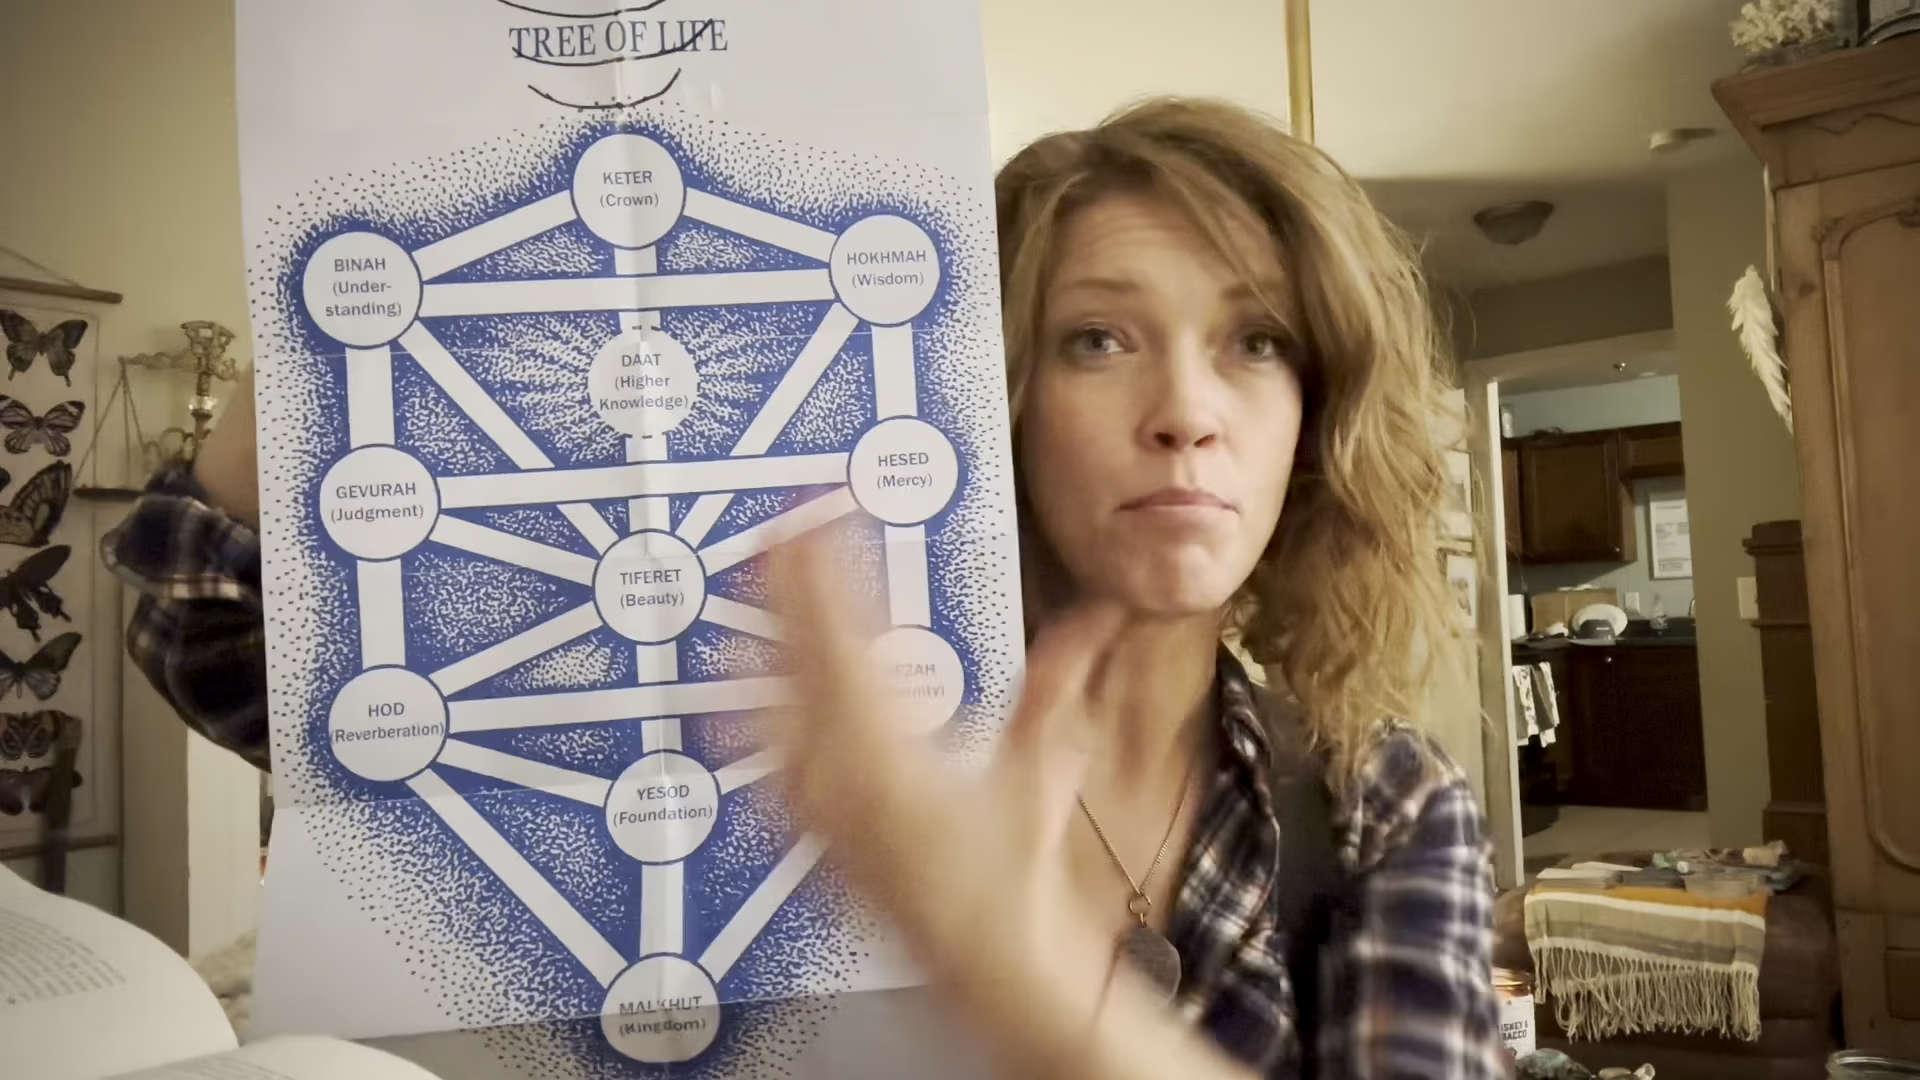 TREE OF LIFE
KETER
(Crown)
BINAH
(Under-
standing)
HOKHMAH
(Wisdom)
DAAT
(Higher
Knowledge)
GEVURAH
(Judgment)
HESED
(Mercy)
TIFERET
(Beauty)
HOD
(Reverberation)
YESOD
(Foundation)
MALKHUT
(Kingdom)